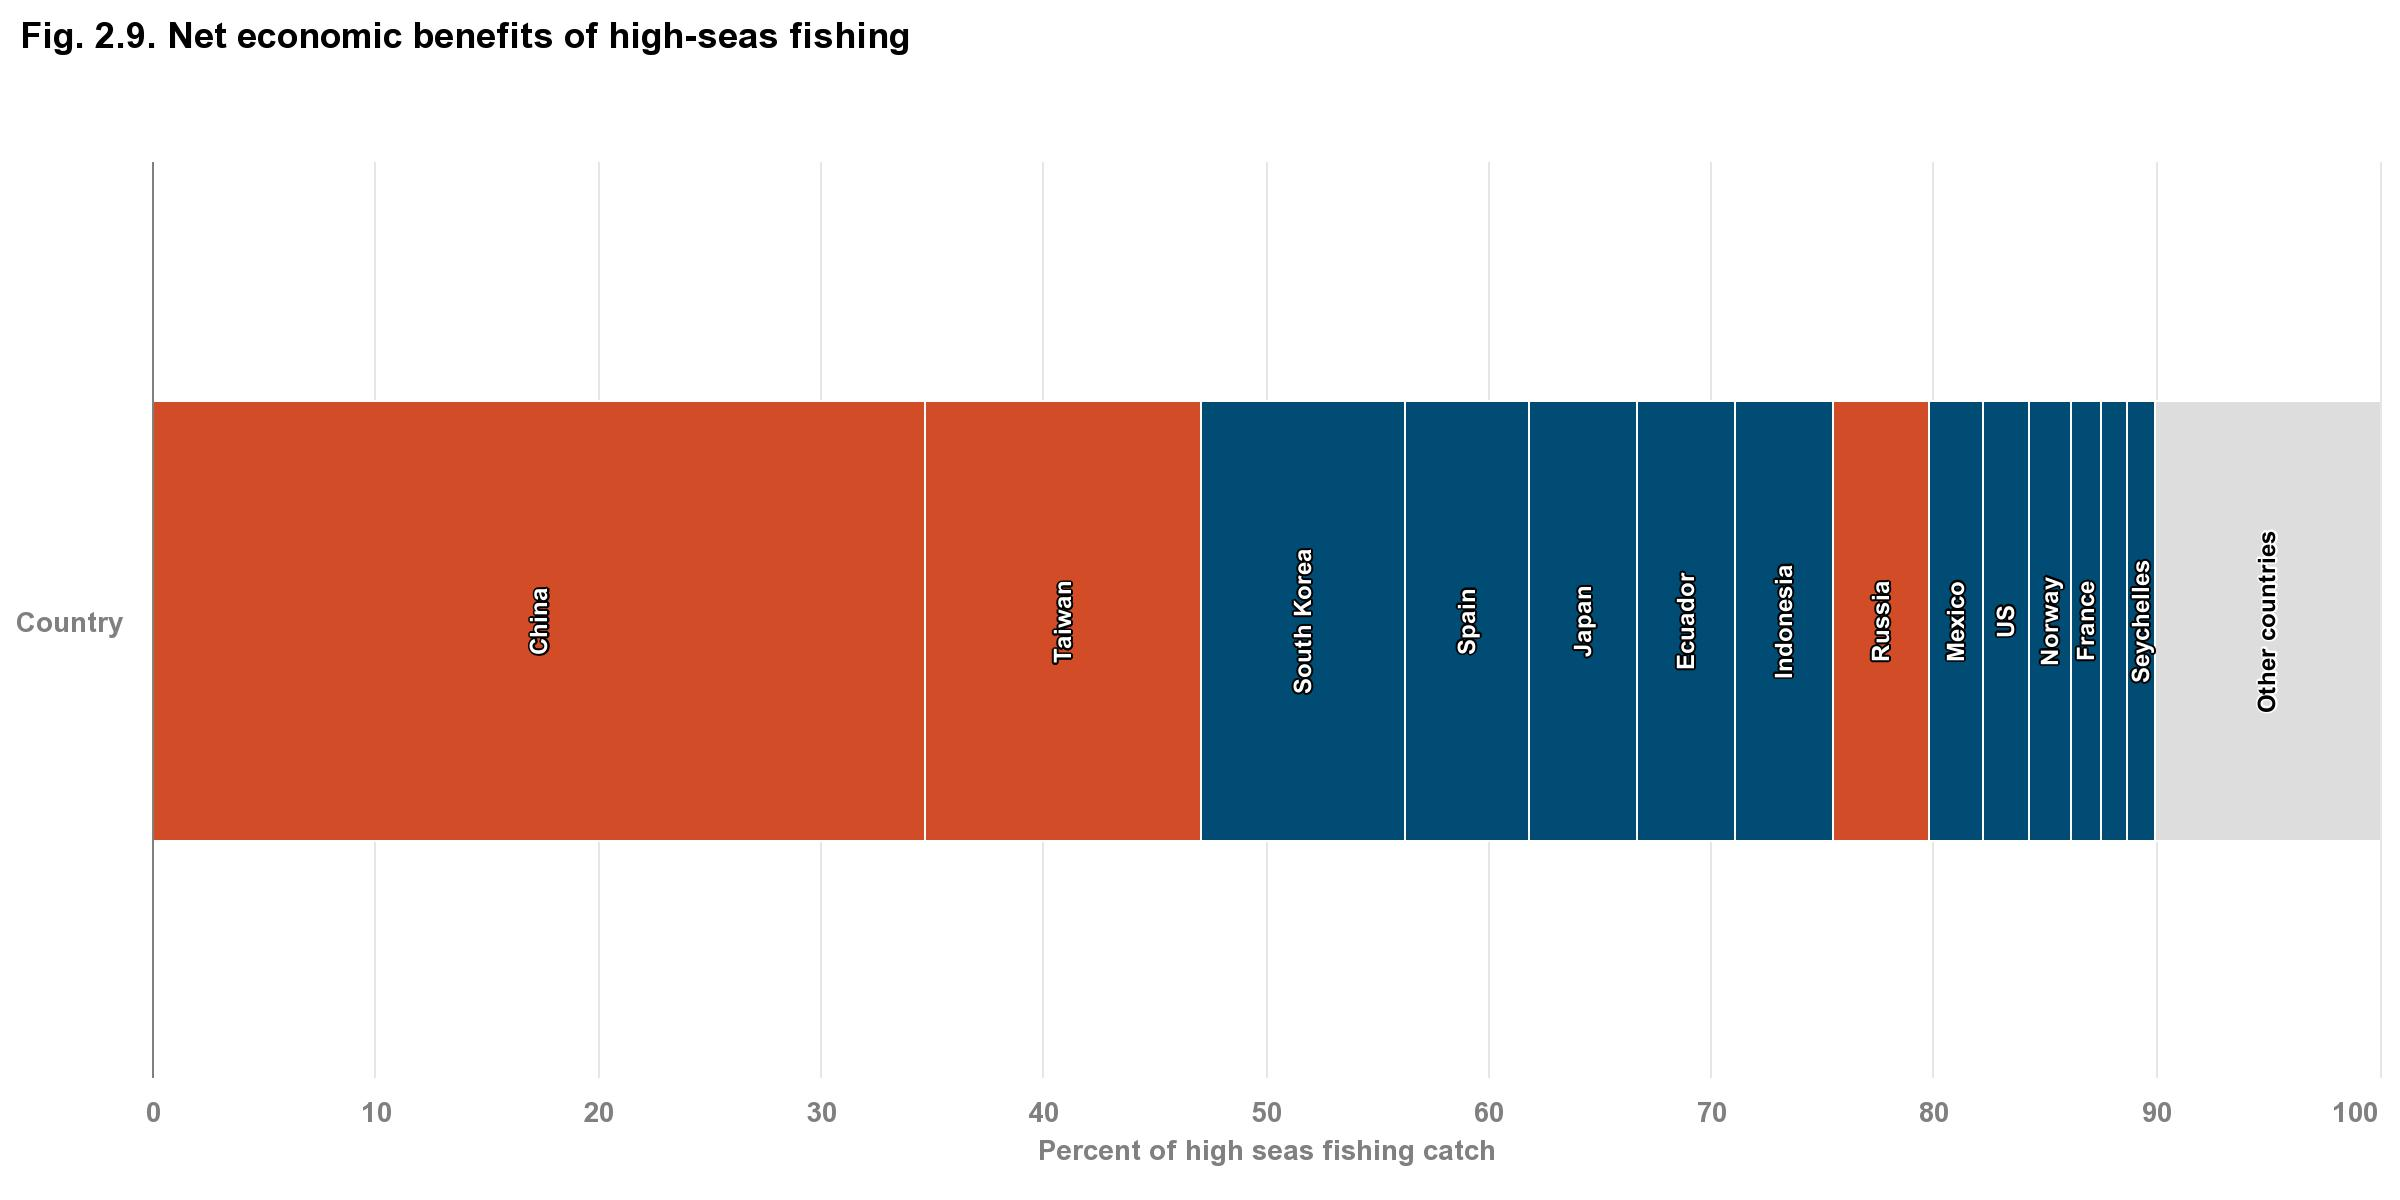 Fig. 2.9. Net economic benefits of high-seas fishing
Country
China
Taiwan
South Korea
Spain
Japan
Ecuador
Indonesia
Russia
Mexico
US
Norway
France
Seychelles
Other countries
0 10 20 30 40 50 60 70 80 90 100
Percent of high seas fishing catch